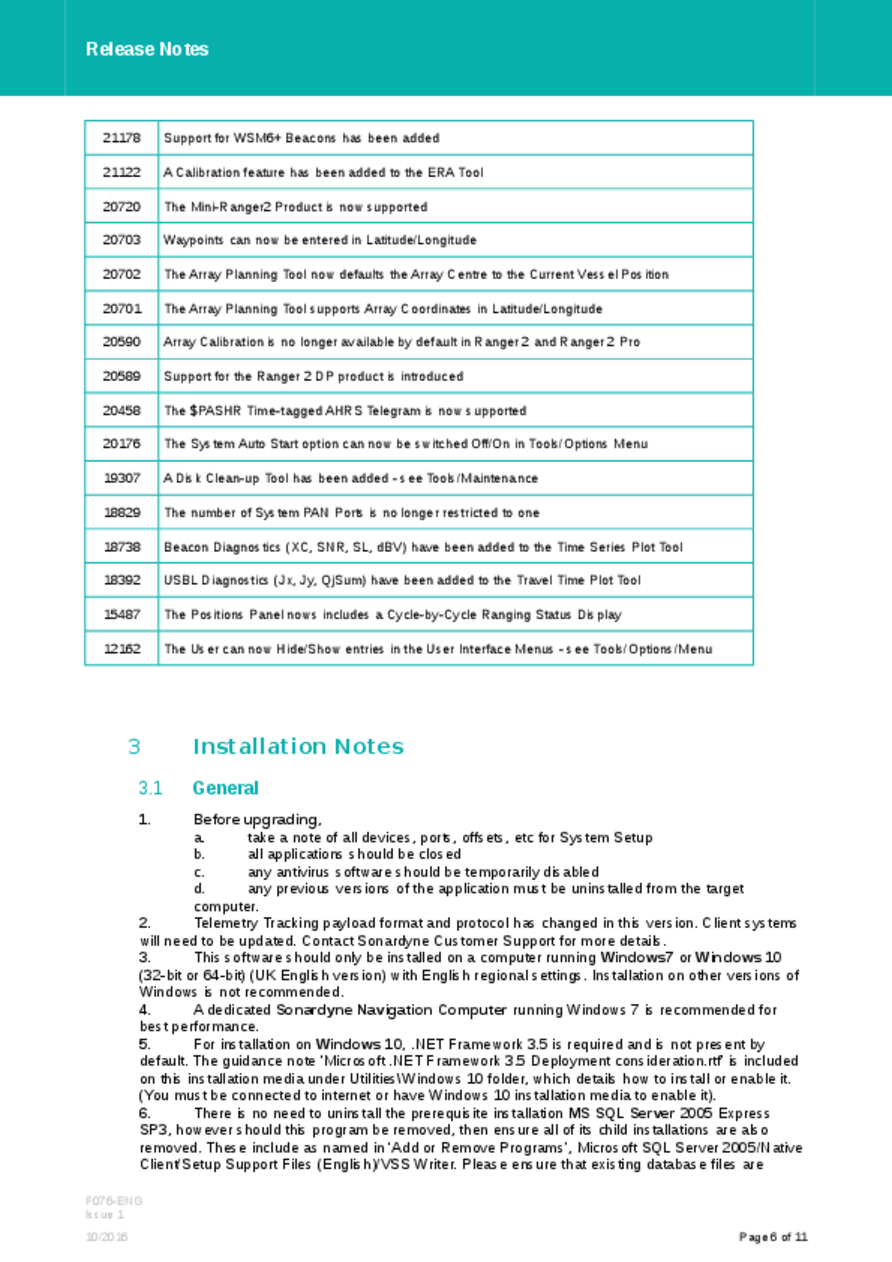 Release Notes
21178 Support for WSM6+ Beacons has been added
21122 A Calibration feature has been added to the ERA Tool
20720 The Mini-Ranger2 Product is now supported
20703 Waypoints can now be entered in Latitude/Longitude
20702 The Array Planning Tool now defaults the Array Centre to the Current Vessel Position
20701 The Array Planning Tool supports Array Coordinates in Latitude/Longitude
20590 Array Calibration is no longer available by default in Ranger 2 and Ranger 2 Pro
20589 Support for the Ranger 2 DP product is introduced
20458 The $PASHR Time-tagged AHRS Telegram is now supported
20176 The System Auto Start option can now be switched Off/On in Tools/Options Menu
19307 A Disk Clean-up Tool has been added - see Tools/Maintenance
18829 The number of System PAN Ports is no longer restricted to one
18738 Beacon Diagnostics (XC, SNR, SL, dBV) have been added to the Time Series Plot Tool
18392 USBL Diagnostics (Jx, Jy, QjSum) have been added to the Travel Time Plot Tool
15487 The Positions Panel nows includes a Cycle-by-Cycle Ranging Status Display
12162 The User can now Hide/Show entries in the User Interface Menus - see Tools/Options/Menu
3 Installation Notes
3.1 General
1. Before upgrading,
a. take a note of all devices, ports, offsets, etc for System Setup
b. all applications should be closed
c. any antivirus software should be temporarily disabled
d. any previous versions of the application must be uninstalled from the target
computer.
2. Telemetry Tracking payload format and protocol has changed in this version. Client systems
will need to be updated. Contact Sonardyne Customer Support for more details.
3. This software should only be installed on a computer running Windows7 or Windows 10
(32-bit or 64-bit) (UK English version) with English regional settings. Installation on other versions of
Windows is not recommended.
4. A dedicated Sonardyne Navigation Computer running Windows 7 is recommended for
best performance.
5. For installation on Windows 10, .NET Framework 3.5 is required and is not present by
default. The guidance note 'Microsoft .NET Framework 3.5 Deployment consideration.rtf' is included
on this installation media under Utilities\Windows 10 folder, which details how to install or enable it.
(You must be connected to internet or have Windows 10 installation media to enable it).
6. There is no need to uninstall the prerequisite installation MS SQL Server 2005 Express
SP3, however should this program be removed, then ensure all of its child installations are also
removed. These include as named in 'Add or Remove Programs', Microsoft SQL Server 2005/Native
Client/Setup Support Files (English)/VSS Writer. Please ensure that existing database files are
F076-ENG
Issue 1
10/2016
Page 6 of 11